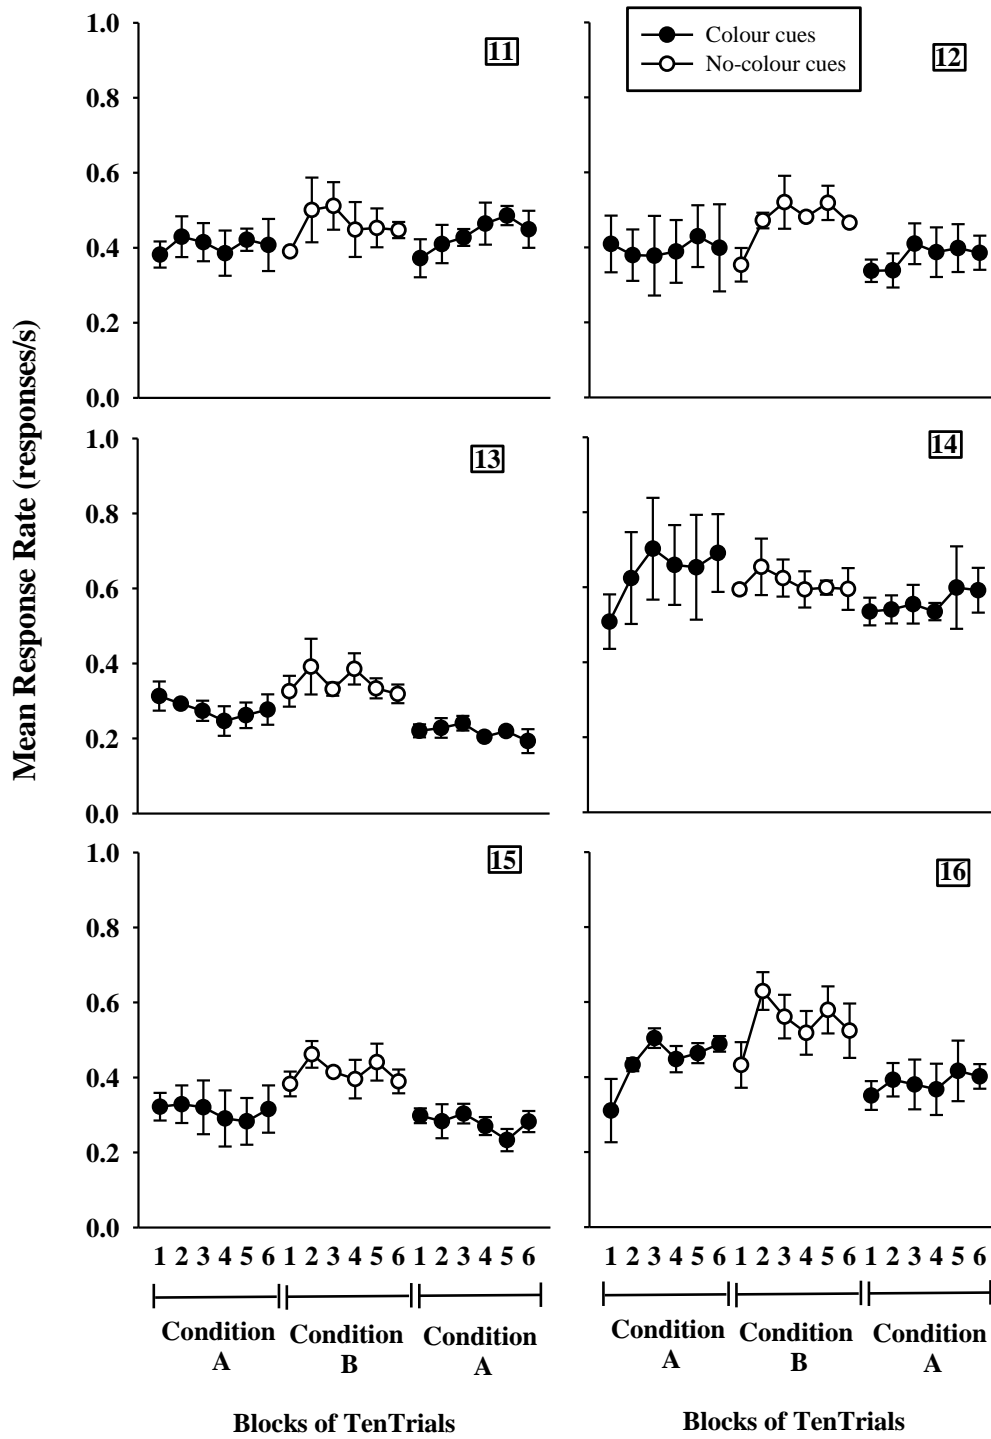 Colour cues
No-colour cues
11
12
1.0
0.8
0.6
0.4
0.2
0.0
13
14
1.0
0.8
0.6
0.4
0.2
0.0
15
16
1.0
0.8
0.6
0.4
0.2
0.0
Mean Response Rate (responses/s)
1 2 3 4 5 6 1 2 3 4 5 6 1 2 3 4 5 6
Condition A
Condition B
Condition A
Blocks of TenTrials
1 2 3 4 5 6 1 2 3 4 5 6 1 2 3 4 5 6
Condition A
Condition B
Condition A
Blocks of TenTrials